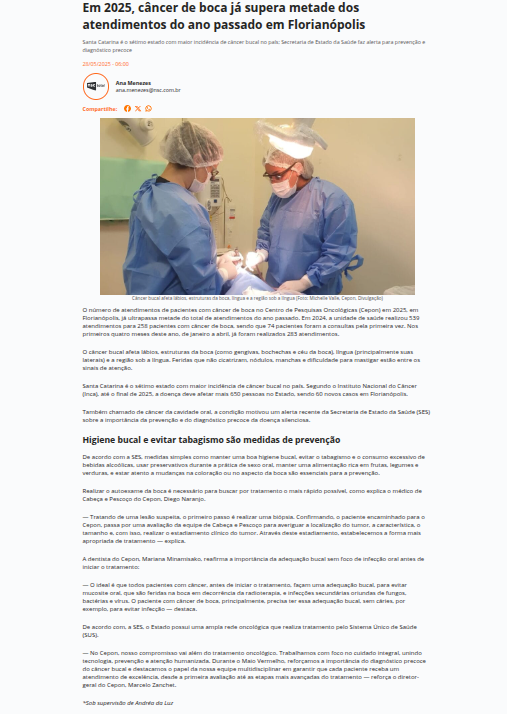 Em 2025, câncer de boca já supera metade dos
atendimentos do ano passado em Florianópolis
Santa Catarina é o sétimo estado com maior incidência de câncer bucal no país; Secretaria de Estado da Saúde faz alerta para prevenção e
diagnóstico precoce
Ana Menezes
ana.menezes@nsc.com.br
Compartilhe:
Câncer bucal afeta lábios, estruturas da boca, língua e a região sob a língua (Foto: Michelle Valle, Cepon, Divulgação)
O número de atendimentos de pacientes com câncer de boca no Centro de Pesquisas Oncológicas (Cepon) em 2025, em
Florianópolis, já ultrapassa metade do total de atendimentos do ano passado. Em 2024, a unidade de saúde realizou 539
atendimentos para 258 pacientes com câncer de boca, sendo que 74 pacientes foram a consultas pela primeira vez. Nos
primeiros quatro meses deste ano, de janeiro a abril, já foram realizados 283 atendimentos.
O câncer bucal afeta lábios, estruturas da boca (como gengivas, bochechas e céu da boca), língua (principalmente suas
laterais) e a região sob a língua. Feridas que não cicatrizam, nódulos, manchas e dificuldade para mastigar estão entre os
sinais de atenção.
Santa Catarina é o sétimo estado com maior incidência de câncer bucal no país. Segundo o Instituto Nacional do Câncer
(Inca), até o final de 2025, a doença deve afetar mais 650 pessoas no Estado, sendo 60 novos casos em Florianópolis.
Também chamado de câncer da cavidade oral, a condição motivou um alerta recente da Secretaria de Estado da Saúde (SES)
sobre a importância da prevenção e do diagnóstico precoce da doença silenciosa.
Higiene bucal e evitar tabagismo são medidas de prevenção
De acordo com a SES, medidas simples como manter uma boa higiene bucal, evitar o tabagismo e o consumo excessivo de
bebidas alcoólicas, usar preservativos durante a prática de sexo oral, manter uma alimentação rica em frutas, legumes e
verduras, e estar atento a mudanças na coloração ou no aspecto da boca são essenciais para a prevenção.
Realizar o autoexame da boca é necessário para buscar por tratamento o mais rápido possível, como explica o médico de
Cabeça e Pescoço do Cepon, Diego Naranjo.
— Tratando de uma lesão suspeita, o primeiro passo é realizar uma biópsia. Confirmando, o paciente encaminhado para o
Cepon, passa por uma avaliação da equipe de Cabeça e Pescoço para averiguar a localização do tumor, a característica, o
tamanho e, com isso, realizar o estadiamento clínico do tumor. Através deste estadiamento, estabelecemos a forma mais
apropriada de tratamento — explica.
A dentista do Cepon, Mariana Minamisako, reafirma a importância da adequação bucal sem foco de infecção oral antes de
iniciar o tratamento:
— O ideal é que todos pacientes com câncer, antes de iniciar o tratamento, façam uma adequação bucal, para evitar
mucosite oral, que são feridas na boca em decorrência da radioterapia, e infecções secundárias oriundas de fungos,
bactérias e vírus. O paciente com câncer de boca, principalmente, precisa ter essa adequação bucal, sem cáries, por
exemplo, para evitar infecção — destaca.
De acordo com, a SES, o Estado possui uma ampla rede oncológica que realiza tratamento pelo Sistema Único de Saúde
(SUS).
— No Cepon, nosso compromisso vai além do tratamento oncológico. Trabalhamos com foco no cuidado integral, unindo
tecnologia, prevenção e atenção humanizada. Durante o Maio Vermelho, reforçamos a importância do diagnóstico precoce
do câncer bucal e destacamos o papel da nossa equipe multidisciplinar em garantir que cada paciente receba um
atendimento de excelência, desde a primeira avaliação até as etapas mais avançadas do tratamento — reforça o diretor-
geral do Cepon, Marcelo Zanchet.
*Sob supervisão de Andréa da Luz